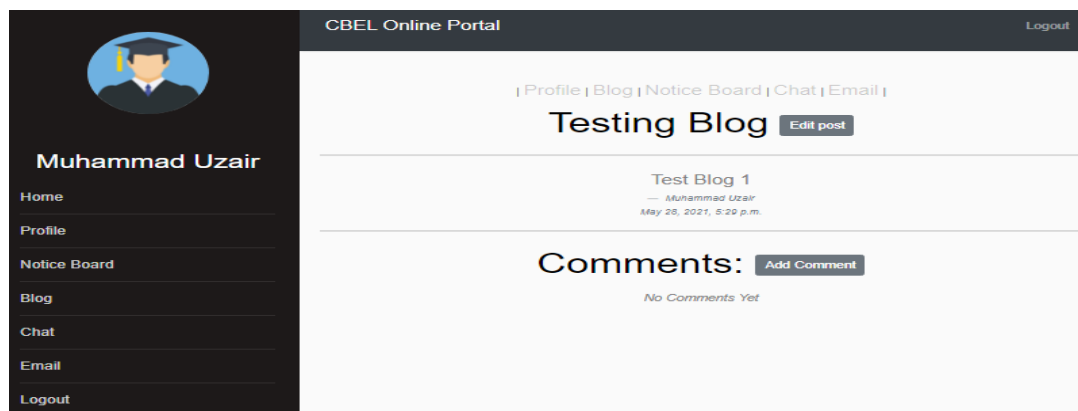 CBEL Online Portal
Logout
Muhammad Uzair
Home
Profile
Notice Board
Blog
Chat
Email
Logout
| Profile | Blog | Notice Board | Chat | Email |
Testing Blog Edit post
Test Blog 1
— Muhammad Uzair
May 28, 2021, 5:29 p.m.
Comments: Add Comment
No Comments Yet